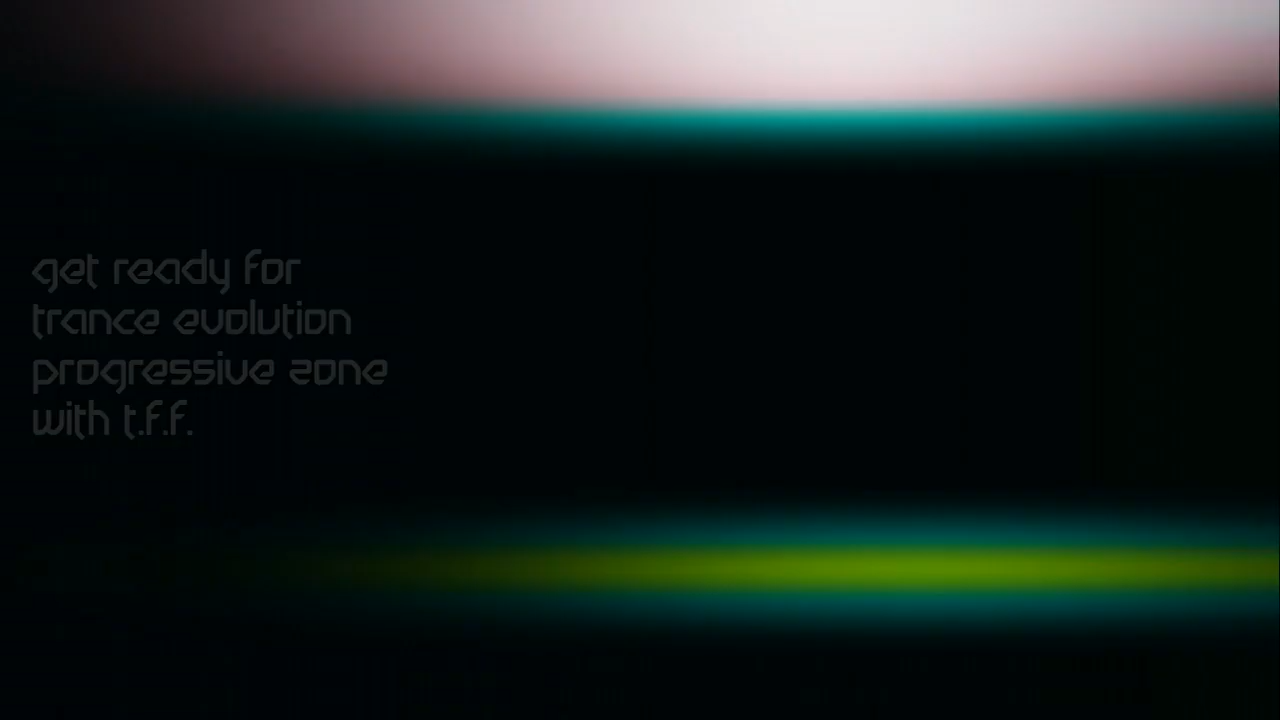 get ready for
trance evolution
progressive zone
with t.f.f.